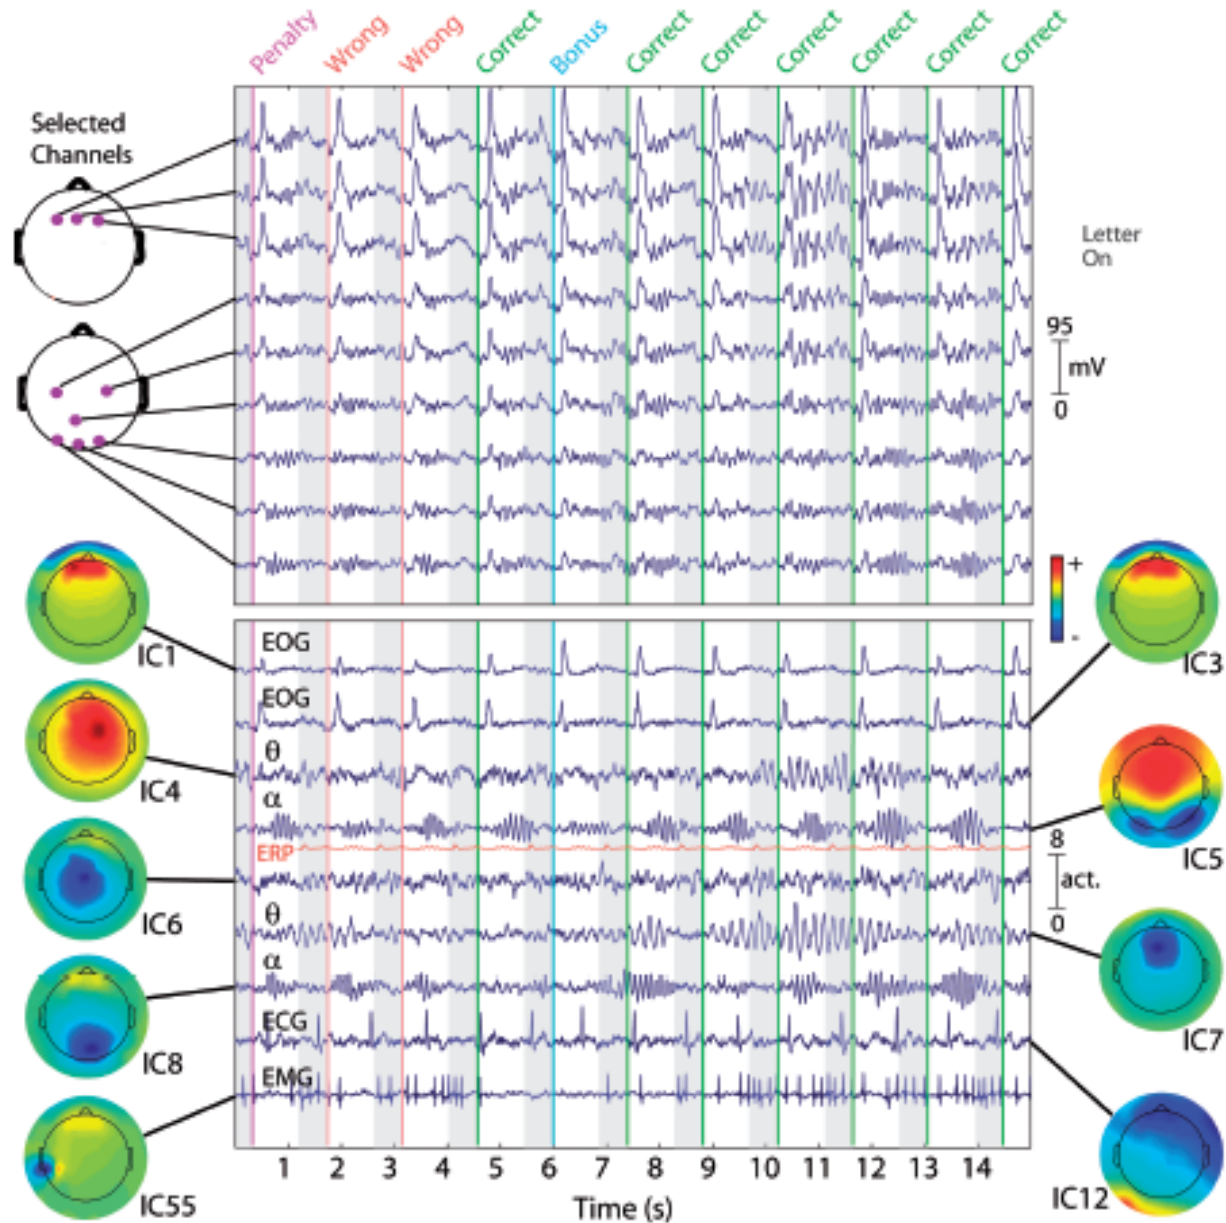 Penalty
Wrong
Wrong
Correct
Bonus
Correct
Correct
Correct
Correct
Correct
Correct
Selected
Channels
Letter
On
95
mV
0
+
-
EOG
IC1
IC3
EOG
θ
IC4
α
IC5
ERP
8
act.
0
IC6
θ
IC7
α
IC8
ECG
EMG
IC55
IC12
1 2 3 4 5 6 7 8 9 10 11 12 13 14
Time (s)